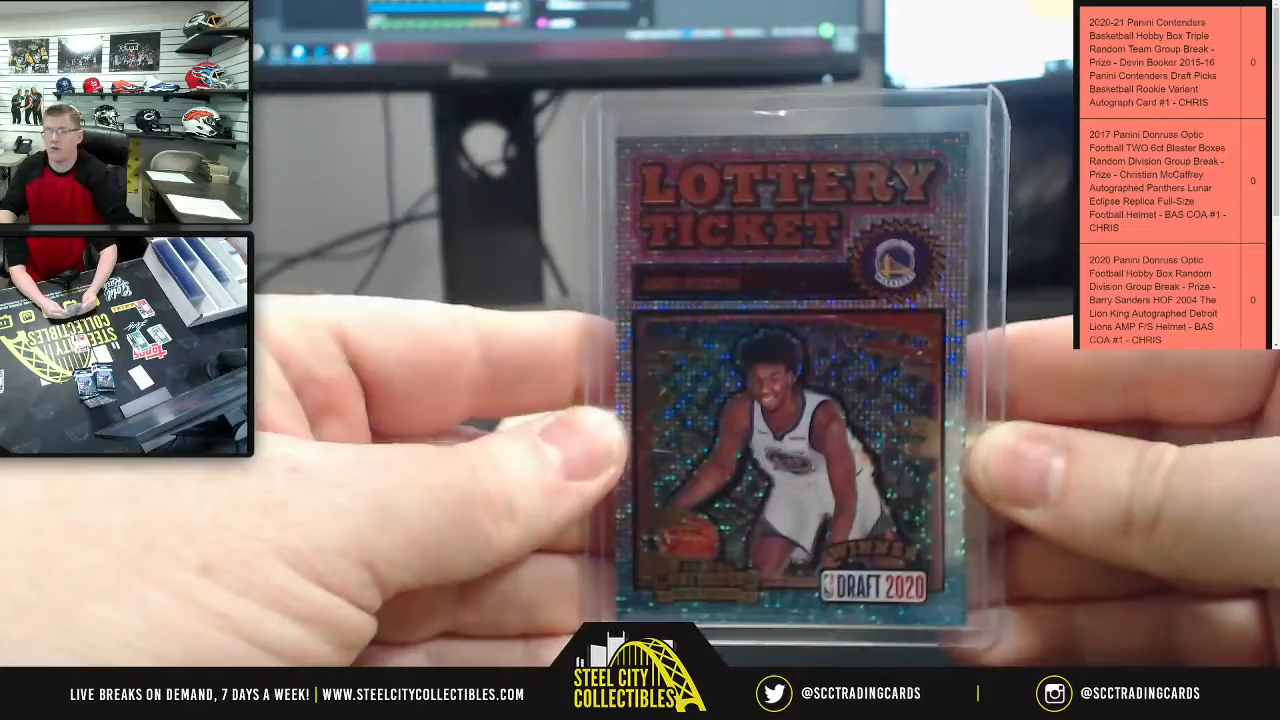 2020-21 Panini Contenders
Basketball Hobby Box Triple
Random Team Group Break -
Prize - Devin Booker 2015-16
Panini Contenders Draft Picks
Basketball Rookie Variant
Autograph Card #1 - CHRIS
0
2017 Panini Donruss Optic
Football TWO 6ct Blaster Boxes
Random Division Group Break -
Prize - Christian McCaffrey
Autographed Panthers Lunar
Eclipse Replica Full-Size
Football Helmet - BAS COA #1 -
CHRIS
0
2020 Panini Donruss Optic
Football Hobby Box Random
Division Group Break - Prize -
Barry Sanders HOF 2004 The
Lion King Autographed Detroit
Lions AMP F/S Helmet - BAS
COA #1 - CHRIS
0
LOTTERY
TICKET
WINNER
DRAFT 2020
STEEL CITY
COLLECTIBLES
topps
LIVE BREAKS ON DEMAND, 7 DAYS A WEEK! | WWW.STEELCITYCOLLECTIBLES.COM
STEEL CITY
COLLECTIBLES
@SCCTRADINGCARDS
|
@SCCTRADINGCARDS